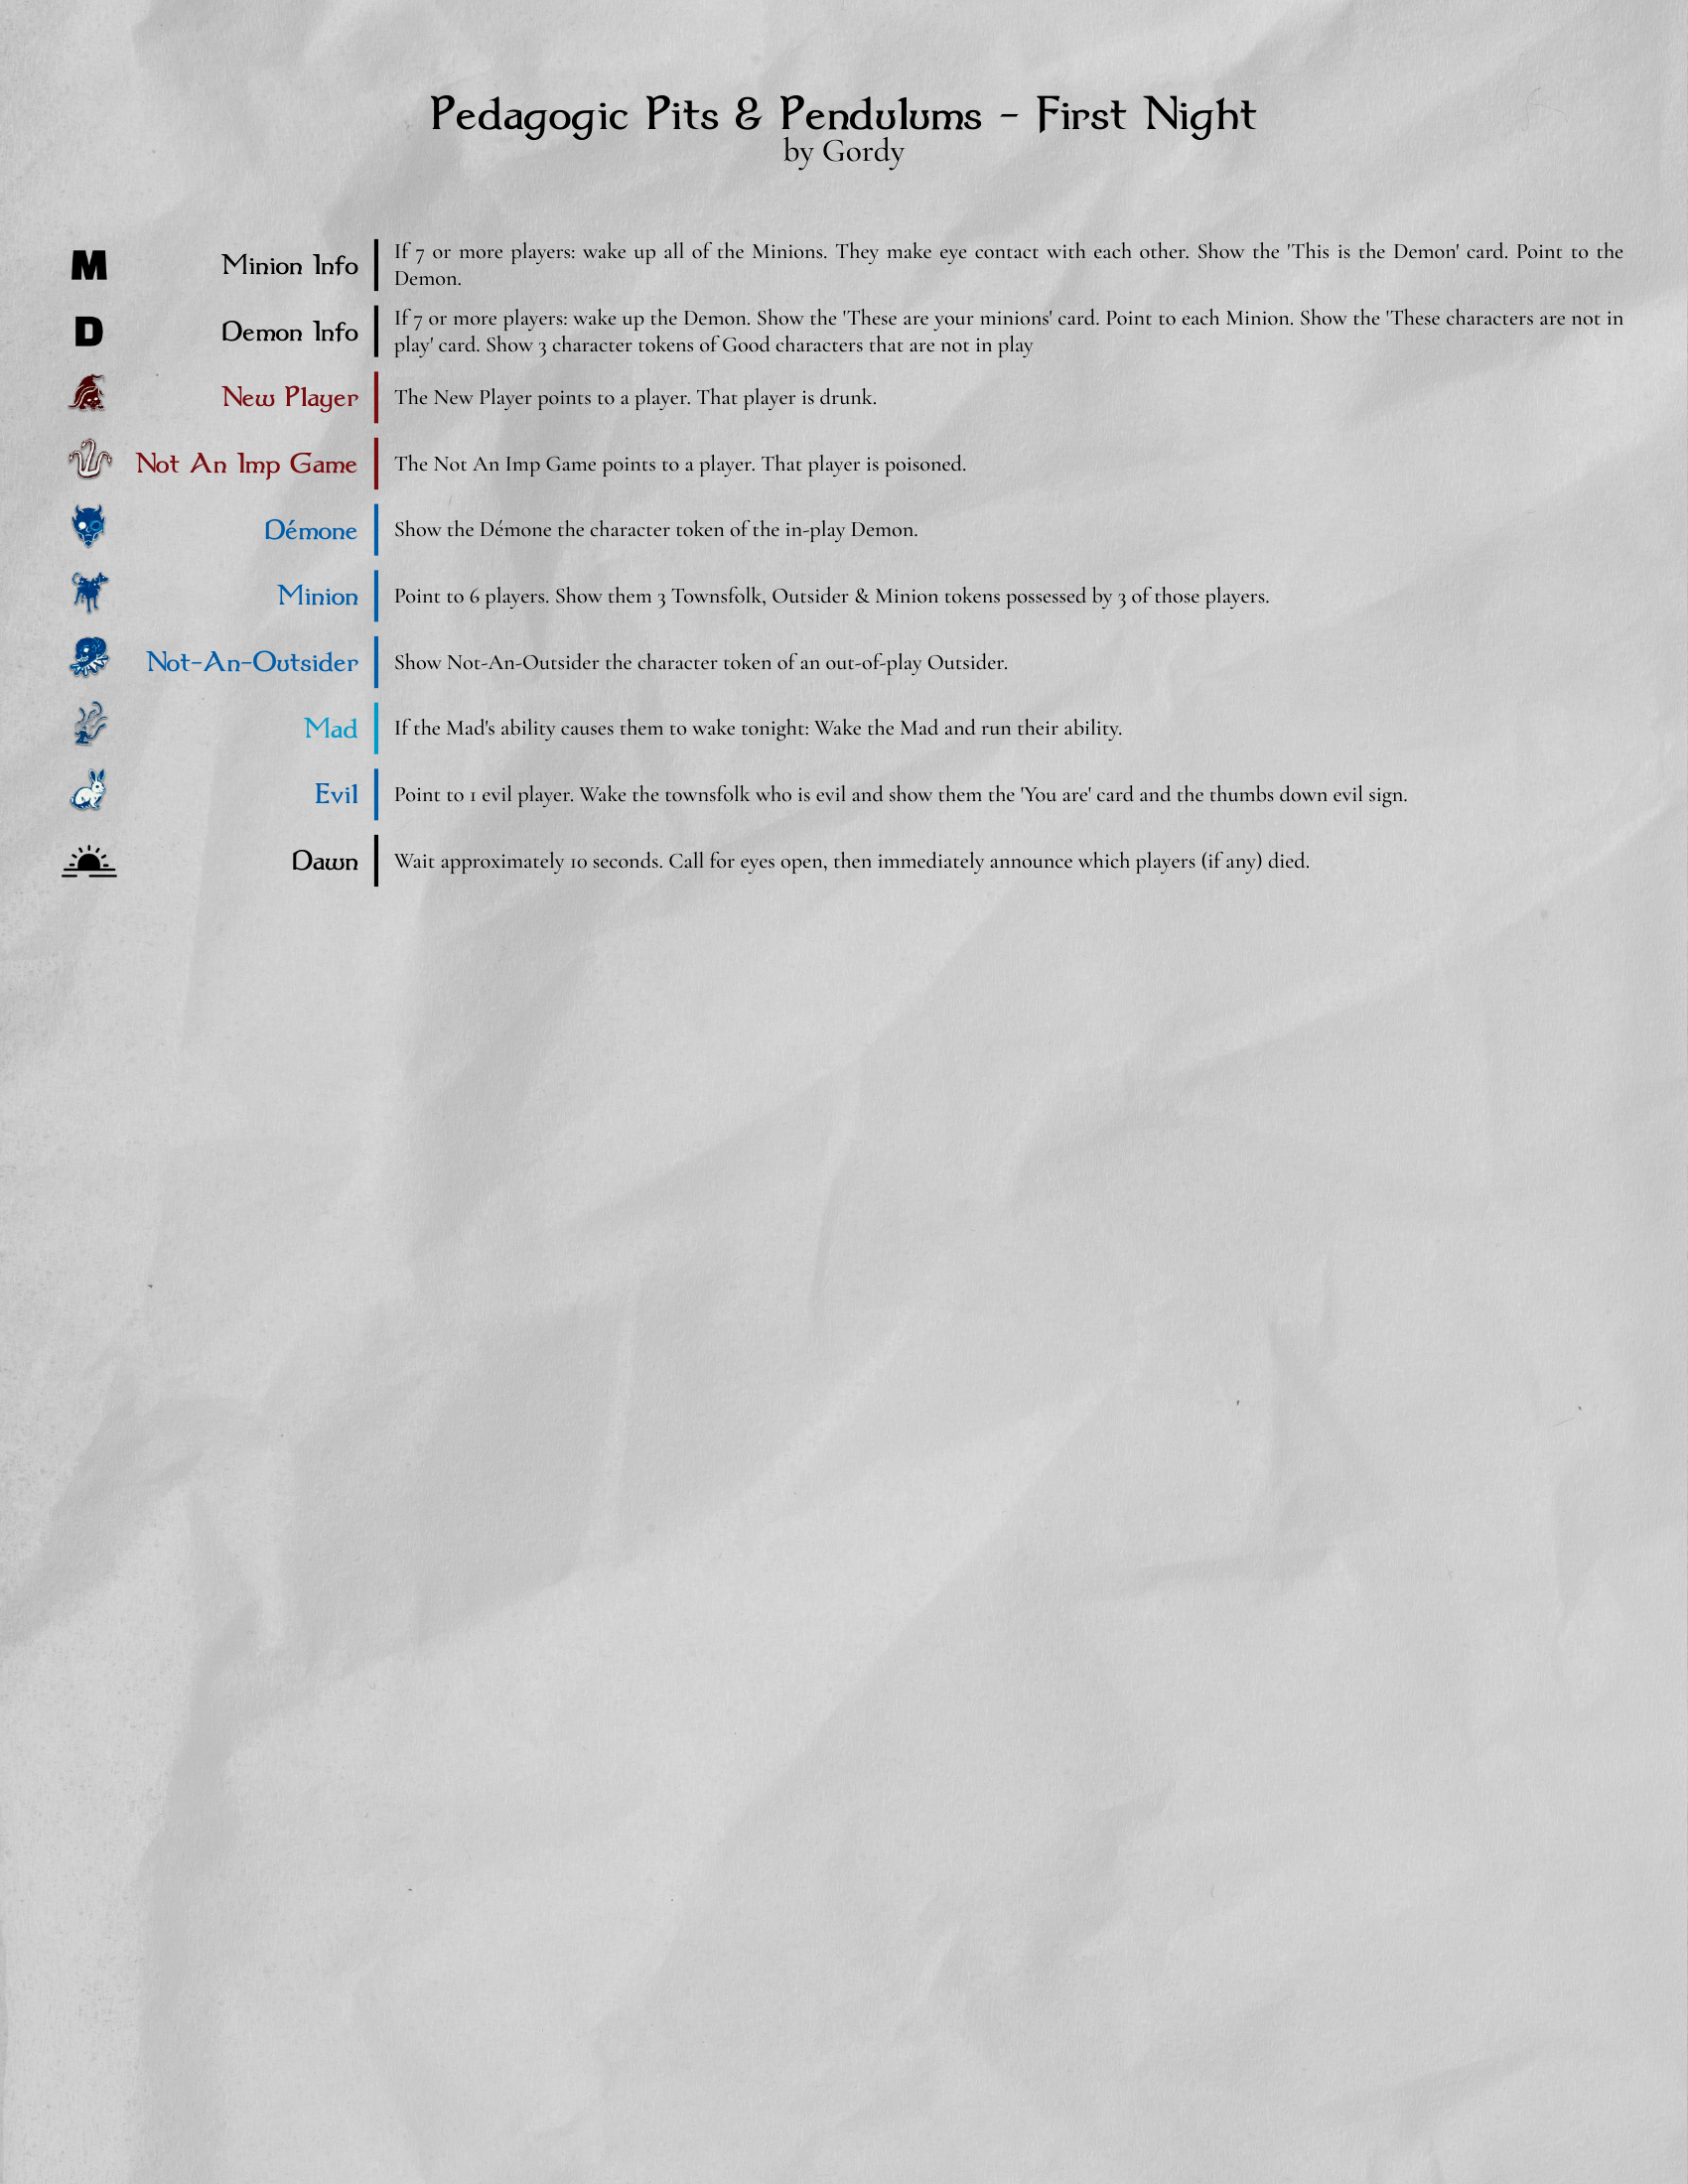 Pedagogic Pits & Pendulums - First Night
by Gordy
M
Minion Info
If 7 or more players: wake up all of the Minions. They make eye contact with each other. Show the 'This is the Demon' card. Point to the
Demon.
D
Demon Info
If 7 or more players: wake up the Demon. Show the 'These are your minions' card. Point to each Minion. Show the 'These characters are not in
play' card. Show 3 character tokens of Good characters that are not in play
New Player
The New Player points to a player. That player is drunk.
Not An Imp Game
The Not An Imp Game points to a player. That player is poisoned.
Démone
Show the Démone the character token of the in-play Demon.
Minion
Point to 6 players. Show them 3 Townsfolk, Outsider & Minion tokens possessed by 3 of those players.
Not-An-Outsider
Show Not-An-Outsider the character token of an out-of-play Outsider.
Mad
If the Mad's ability causes them to wake tonight: Wake the Mad and run their ability.
Evil
Point to 1 evil player. Wake the townsfolk who is evil and show them the 'You are' card and the thumbs down evil sign.
Dawn
Wait approximately 10 seconds. Call for eyes open, then immediately announce which players (if any) died.